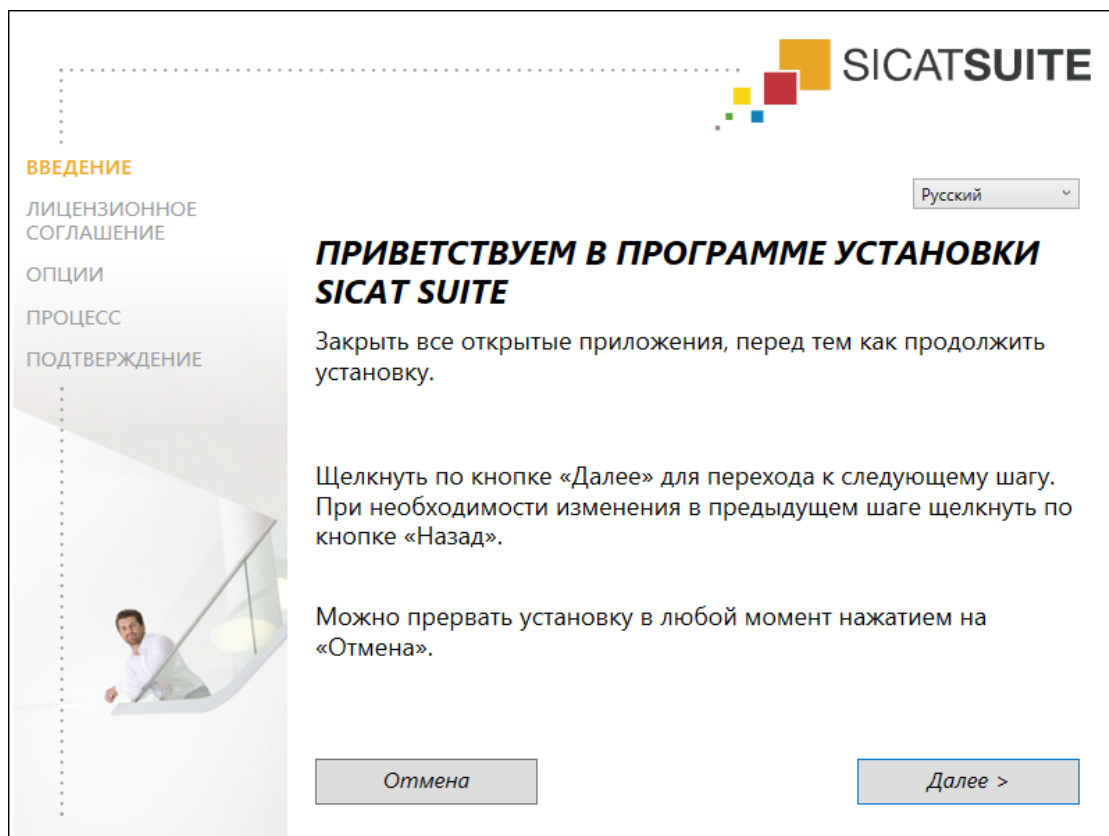 SICATSUITE
ВВЕДЕНИЕ
ЛИЦЕНЗИОННОЕ
СОГЛАШЕНИЕ
ОПЦИИ
ПРОЦЕСС
ПОДТВЕРЖДЕНИЕ
Русский
ПРИВЕТСТВУЕМ В ПРОГРАММЕ УСТАНОВКИ
SICAT SUITE
Закрыть все открытые приложения, перед тем как продолжить
установку.
Щелкнуть по кнопке «Далее» для перехода к следующему шагу.
При необходимости изменения в предыдущем шаге щелкнуть по
кнопке «Назад».
Можно прервать установку в любой момент нажатием на
«Отмена».
Отмена
Далее >